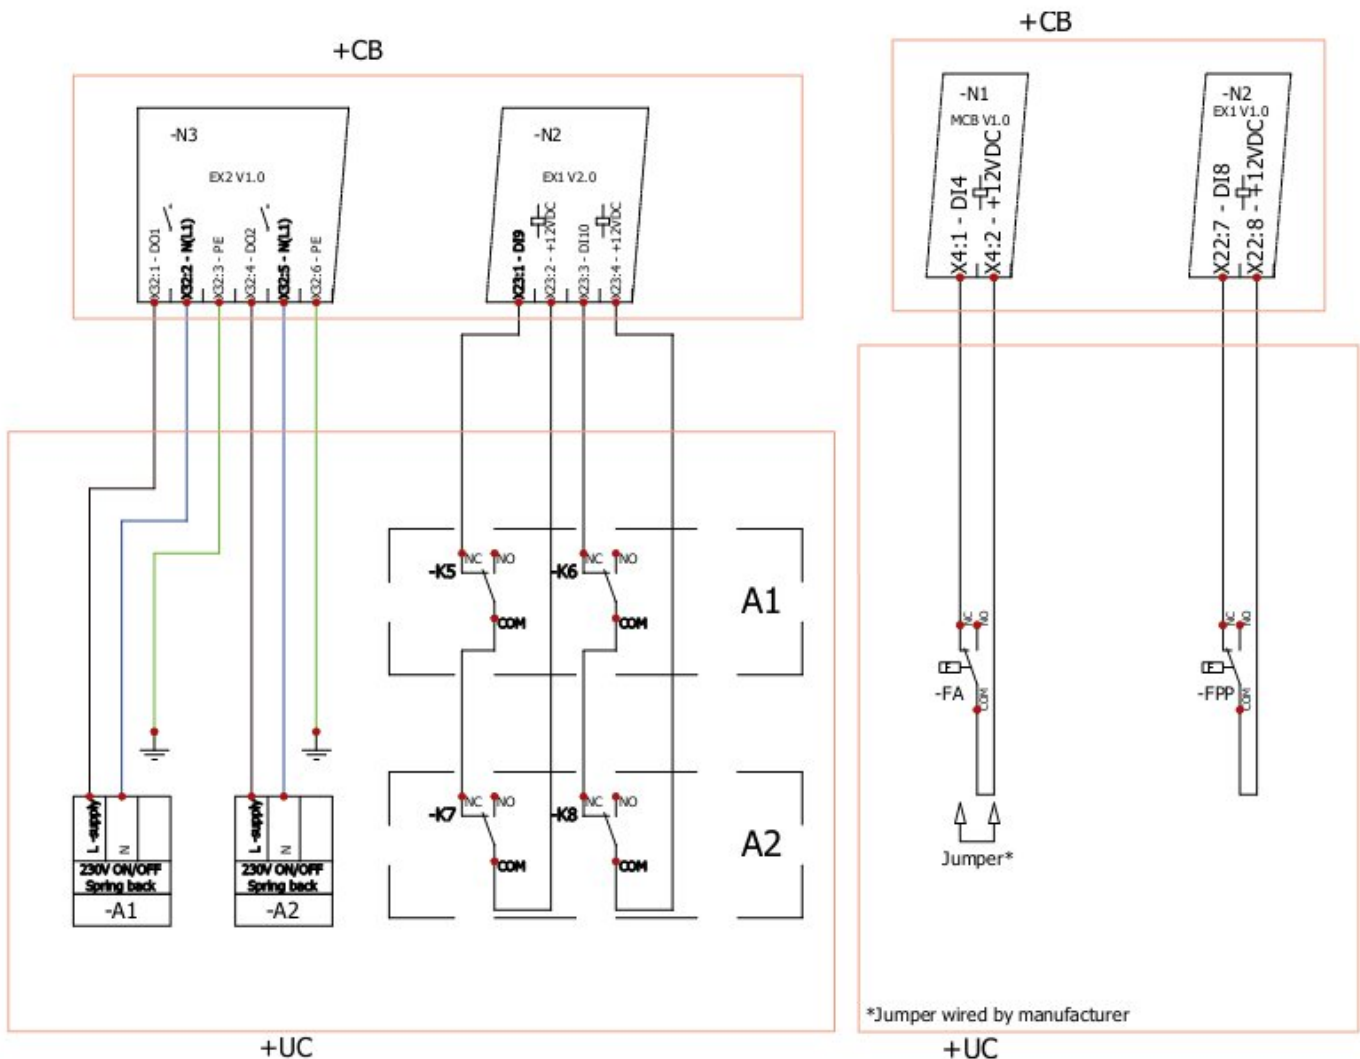 +CB
-N3
EX2 V1.0
X32:1 - DO1
X32:2 - N(L1)
X32:3 - PE
X32:4 - DO2
X32:5 - N(L1)
X32:6 - PE
-N2
EX1 V2.0
X23:1 - DI9
X23:2 - +12VDC
X23:3 - DI10
X23:4 - +12VDC
-K5
NC
NO
COM
-K6
NC
NO
COM
A1
-K7
NC
NO
COM
-K8
NC
NO
COM
A2
L -supply
N
230V ON/OFF
Spring back
-A1
L -supply
N
230V ON/OFF
Spring back
-A2
+UC
+CB
-N1
MCB V1.0
X4:1 - DI4
X4:2 - +12VDC
-N2
EX1 V1.0
X22:7 - DI8
X22:8 - +12VDC
NC
NO
F
-FA
COM
Jumper*
NC
NO
F
-FPP
COM
*Jumper wired by manufacturer
+UC